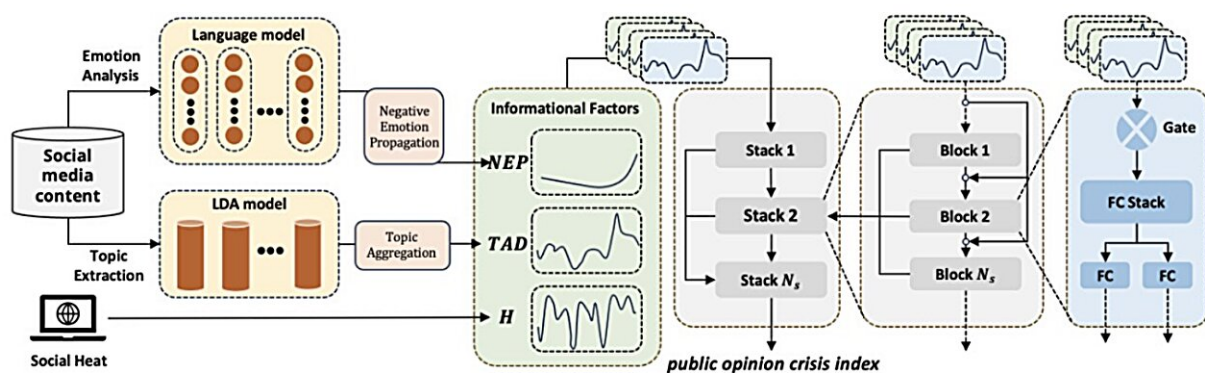 Emotion
Analysis
Social
media
content
Topic
Extraction
Social Heat
Language model
LDA model
Negative
Emotion
Propagation
Topic
Aggregation
Informational Factors
NEP
TAD
H
Stack 1
Stack 2
Stack Ns
public opinion crisis index
Block 1
Block 2
Block Ns
Gate
FC Stack
FC
FC